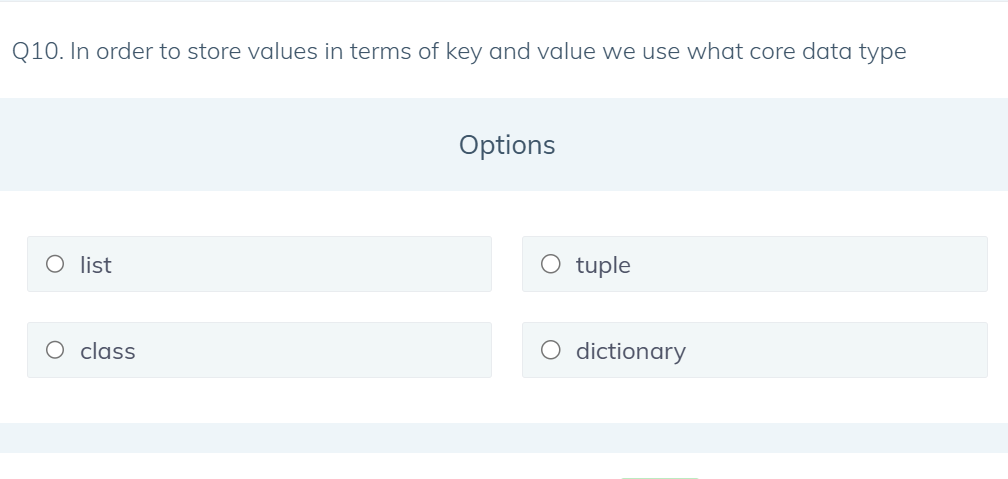 Q10. In order to store values in terms of key and value we use what core data type
Options
list
tuple
class
dictionary